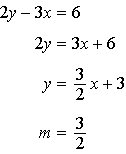 2y − 3x = 6
2y = 3x + 6
y = 3/2 x + 3
m = 3/2